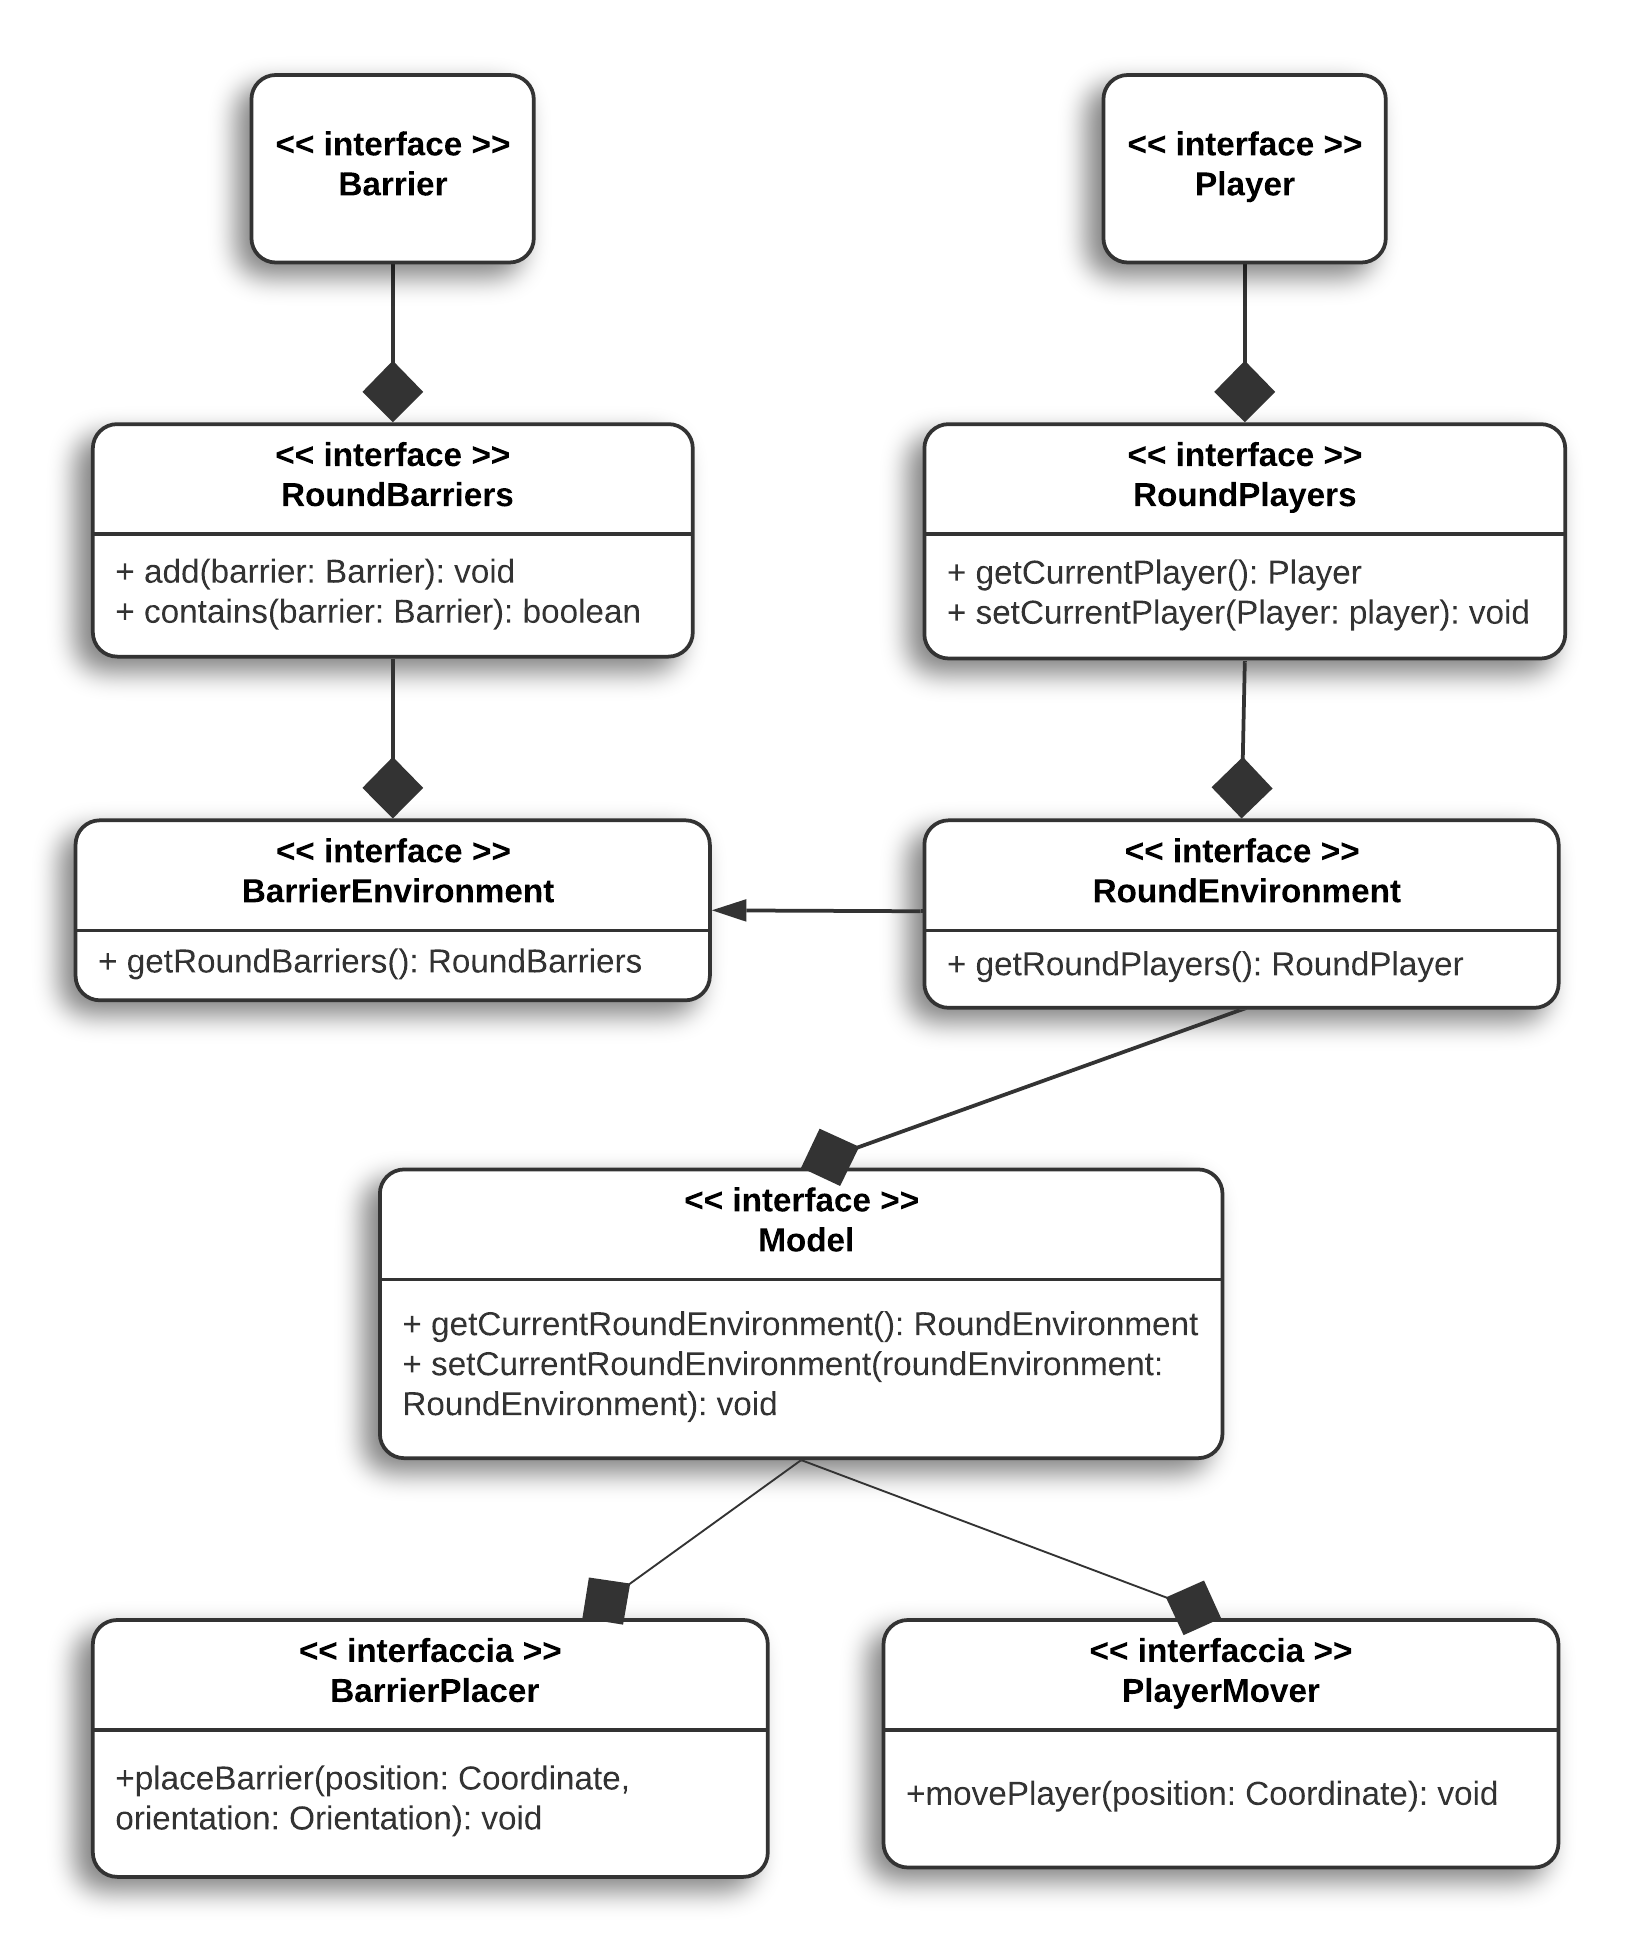 << interface >>
Barrier
<< interface >>
Player
<< interface >>
RoundBarriers
+ add(barrier: Barrier): void
+ contains(barrier: Barrier): boolean
<< interface >>
RoundPlayers
+ getCurrentPlayer(): Player
+ setCurrentPlayer(Player: player): void
<< interface >>
BarrierEnvironment
+ getRoundBarriers(): RoundBarriers
<< interface >>
RoundEnvironment
+ getRoundPlayers(): RoundPlayer
<< interface >>
Model
+ getCurrentRoundEnvironment(): RoundEnvironment
+ setCurrentRoundEnvironment(roundEnvironment:
RoundEnvironment): void
<< interfaccia >>
BarrierPlacer
+placeBarrier(position: Coordinate,
orientation: Orientation): void
<< interfaccia >>
PlayerMover
+movePlayer(position: Coordinate): void